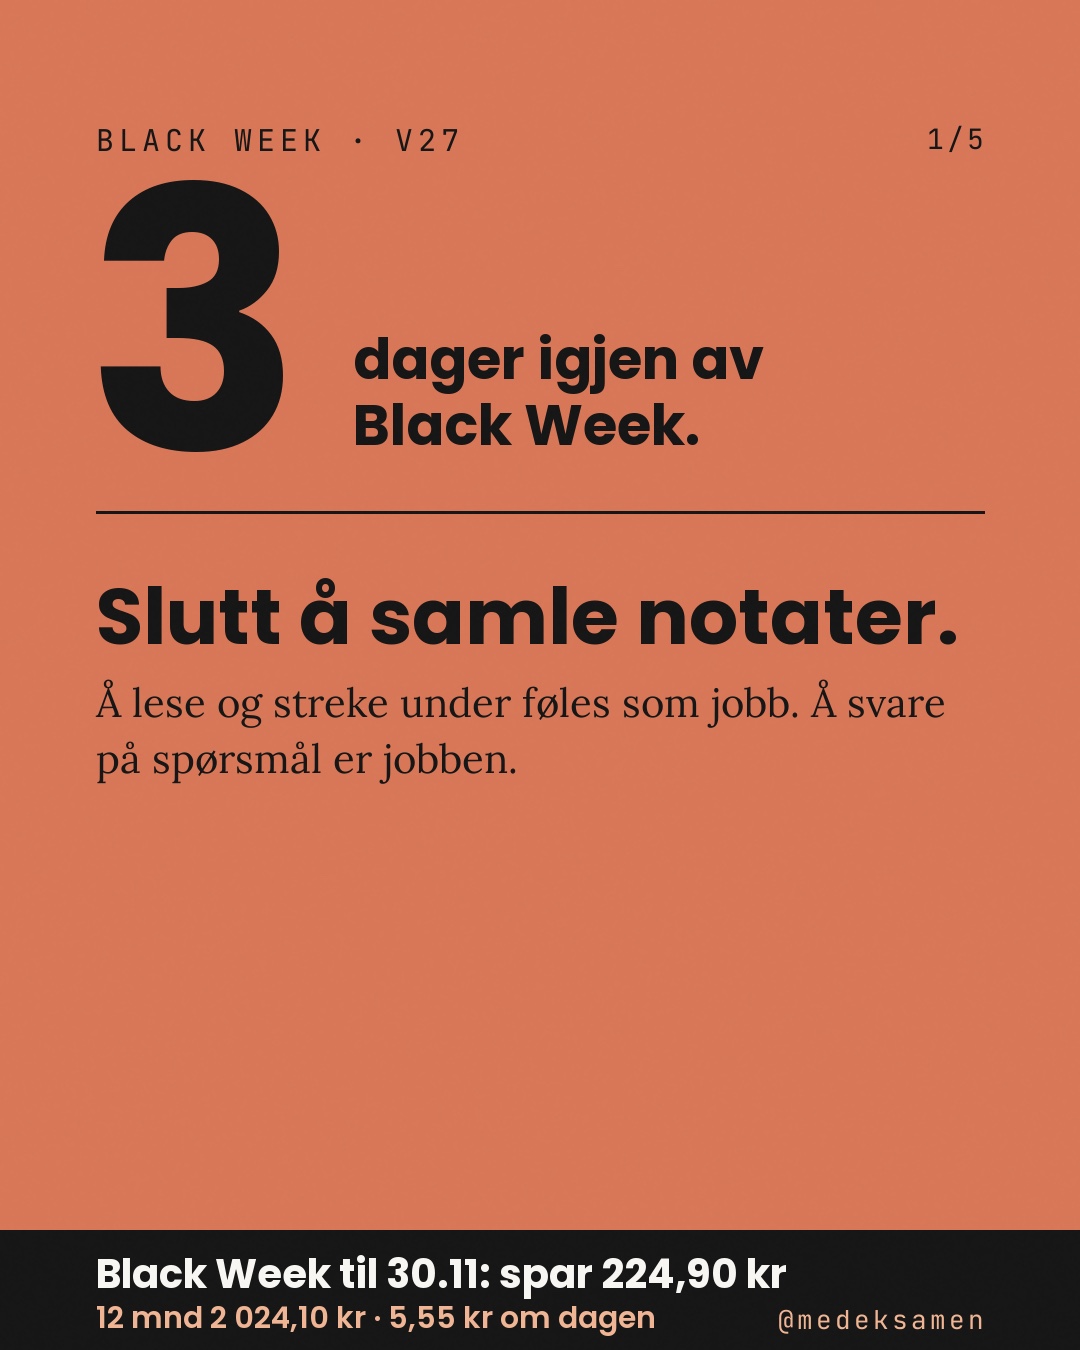 BLACK WEEK · V27
1/5
3
dager igjen av
Black Week.
Slutt å samle notater.
Å lese og streke under føles som jobb. Å svare
på spørsmål er jobben.
Black Week til 30.11: spar 224,90 kr
12 mnd 2 024,10 kr · 5,55 kr om dagen
@medeksamen